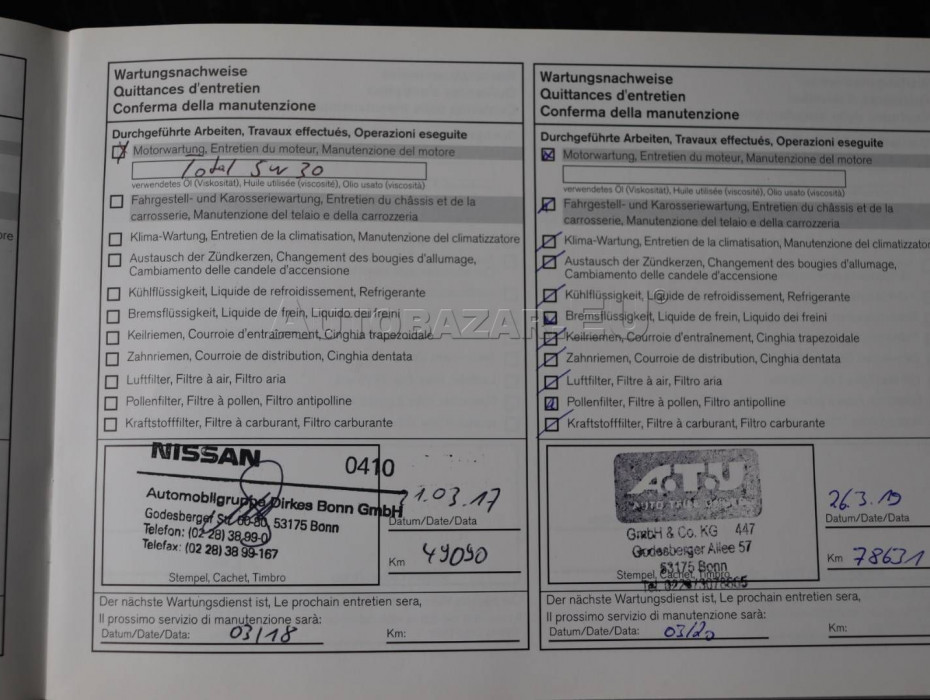 Wartungsnachweise
Quittances d'entretien
Conferma della manutenzione
Durchgeführte Arbeiten, Travaux effectués, Operazioni eseguite
Motorwartung, Entretien du moteur, Manutenzione del motore
Total 5w30
verwendetes Öl (Viskosität), Huile utilisée (viscosité), Olio usato (viscosità)
Fahrgestell- und Karosseriewartung, Entretien du châssis et de la
carrosserie, Manutenzione del telaio e della carrozzeria
Klima-Wartung, Entretien de la climatisation, Manutenzione del climatizzatore
Austausch der Zündkerzen, Changement des bougies d'allumage,
Cambiamento delle candele d'accensione
Kühlflüssigkeit, Liquide de refroidissement, Refrigerante
Bremsflüssigkeit, Liquide de frein, Liquido dei freini
Keilriemen, Courroie d'entraînement, Cinghia trapezoidale
Zahnriemen, Courroie de distribution, Cinghia dentata
Luftfilter, Filtre à air, Filtro aria
Pollenfilter, Filtre à pollen, Filtro antipolline
Kraftstofffilter, Filtre à carburant, Filtro carburante
NISSAN 0410
Automobilgruppe Dirkes Bonn GmbH
Godesberger Str. 60-80, 53175 Bonn
Telefon: (02 28) 38 99-0
Telefax: (02 28) 38 99-167
Stempel, Cachet, Timbro
31.03.17
Datum/Date/Data
Km 49090
Der nächste Wartungsdienst ist, Le prochain entretien sera,
Il prossimo servizio di manutenzione sarà:
Datum/Date/Data: 03/18 Km:
Wartungsnachweise
Quittances d'entretien
Conferma della manutenzione
Durchgeführte Arbeiten, Travaux effectués, Operazioni eseguite
Motorwartung, Entretien du moteur, Manutenzione del motore
verwendetes Öl (Viskosität), Huile utilisée (viscosité), Olio usato (viscosità)
Fahrgestell- und Karosseriewartung, Entretien du châssis et de la
carrosserie, Manutenzione del telaio e della carrozzeria
Klima-Wartung, Entretien de la climatisation, Manutenzione del climatizzator
Austausch der Zündkerzen, Changement des bougies d'allumage,
Cambiamento delle candele d'accensione
Kühlflüssigkeit, Liquide de refroidissement, Refrigerante
Bremsflüssigkeit, Liquide de frein, Liquido dei freini
Keilriemen, Courroie d'entraînement, Cinghia trapezoidale
Zahnriemen, Courroie de distribution, Cinghia dentata
Luftfilter, Filtre à air, Filtro aria
Pollenfilter, Filtre à pollen, Filtro antipolline
Kraftstofffilter, Filtre à carburant, Filtro carburante
A.T.U
GmbH & Co. KG 447
Godesberger Allee 57
53175 Bonn
Stempel, Cachet, Timbro
26.3.19
Datum/Date/Data
Km 78631
Der nächste Wartungsdienst ist, Le prochain entretien sera,
Il prossimo servizio di manutenzione sarà:
Datum/Date/Data: 03/20 Km:
AUTOBAZAR.EU